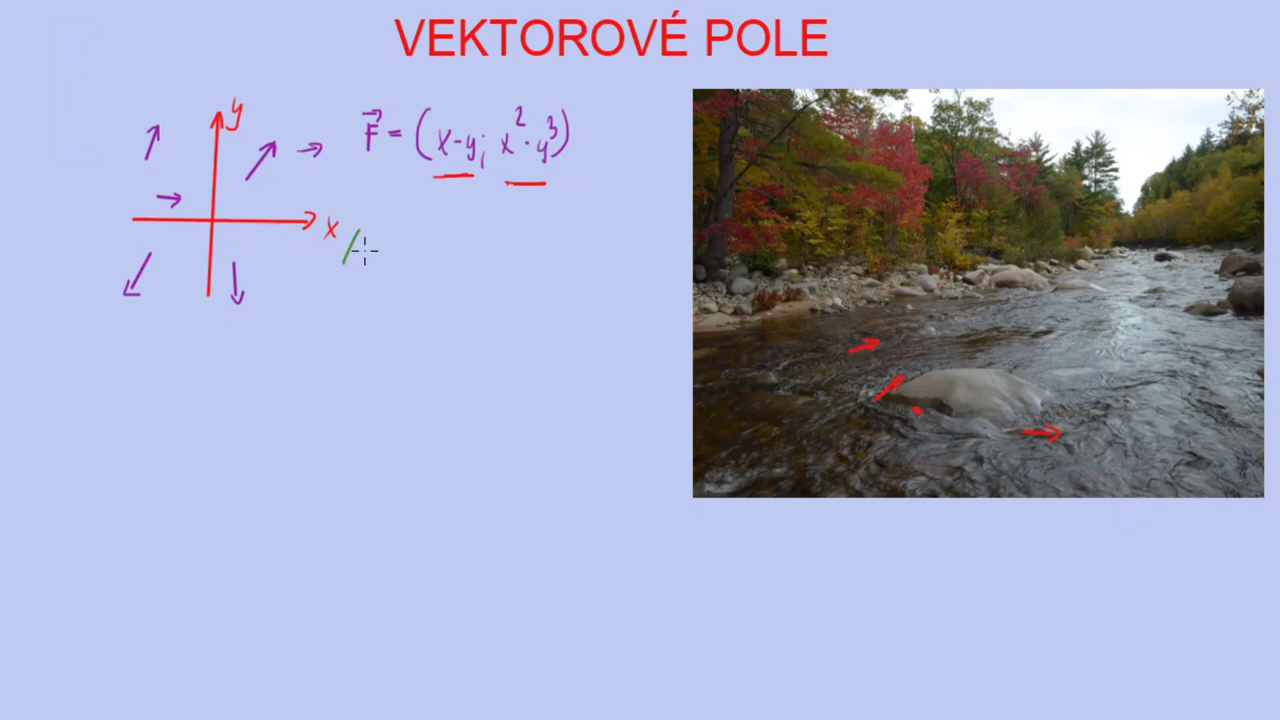 VEKTOROVÉ POLE
y
F⃗ = (x-y; x²·y³)
x